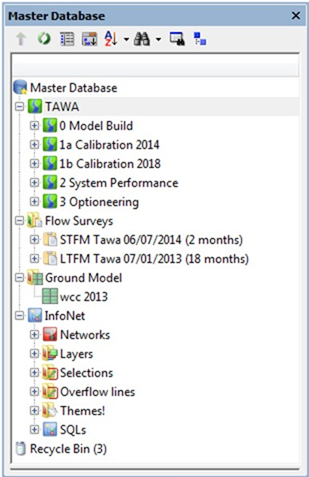 Master Database
Master Database
TAWA
0 Model Build
1a Calibration 2014
1b Calibration 2018
2 System Performance
3 Optioneering
Flow Surveys
STFM Tawa 06/07/2014 (2 months)
LTFM Tawa 07/01/2013 (18 months)
Ground Model
wcc 2013
InfoNet
Networks
Layers
Selections
Overflow lines
Themes!
SQLs
Recycle Bin (3)